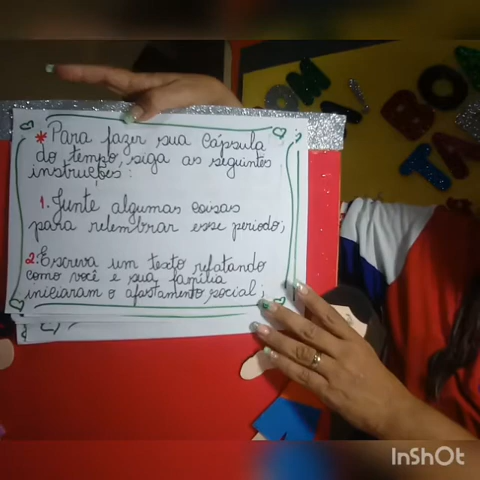 * Para fazer sua Cápsula
do tempo, siga as seguintes
instruções:
1. Junte algumas coisas
para relembrar esse período;
2. Escreva um texto relatando
como você e sua família
iniciaram o afastamento social;
InShOt